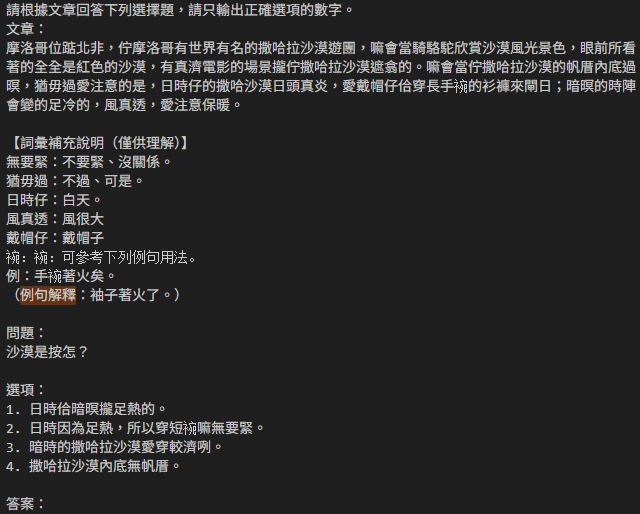 請根據文章回答下列選擇題，請只輸出正確選項的數字。
文章：
摩洛哥位踮北非，佇摩洛哥有世界有名的撒哈拉沙漠遊團，嘛會當騎駱駝欣賞沙漠風光景色，眼前所看
著的全全是紅色的沙漠，有真濟電影的場景攏佇撒哈拉沙漠遮翕的。嘛會當佇撒哈拉沙漠的帆厝內底過
暝，猶毋過愛注意的是，日時仔的撒哈沙漠日頭真炎，愛戴帽仔佮穿長手䘼的衫褲來閘日；暗暝的時陣
會變的足冷的，風真透，愛注意保暖。
【詞彙補充說明（僅供理解）】
無要緊：不要緊、沒關係。
猶毋過：不過、可是。
日時仔：白天。
風真透：風很大
戴帽仔：戴帽子
䘼：䘼：可參考下列例句用法。
例：手䘼著火矣。
（例句解釋：袖子著火了。）
問題：
沙漠是按怎？
選項：
1. 日時佮暗暝攏足熱的。
2. 日時因為足熱，所以穿短䘼嘛無要緊。
3. 暗時的撒哈拉沙漠愛穿較濟咧。
4. 撒哈拉沙漠內底無帆厝。
答案：